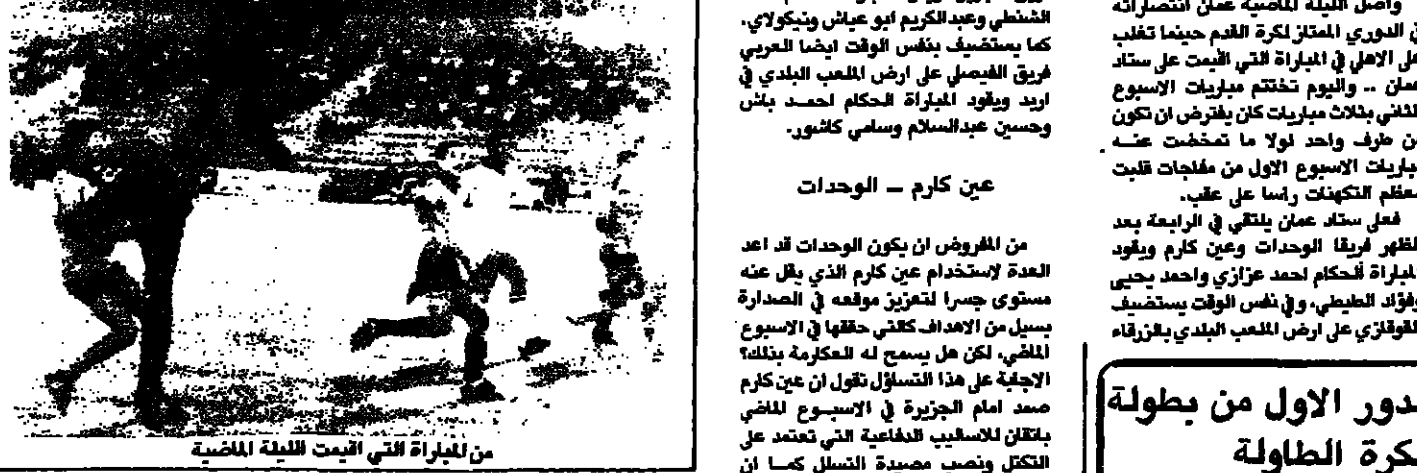 واصل الليلة الماضية عمان انتصاراته
في الدوري الممتاز لكرة القدم حينما تغلب
على الاهلي في المباراة التي اقيمت على ستاد
عمان .. واليوم تختتم مباريات الاسبوع
الثاني بثلاث مباريات كان يفترض ان تكون
من طرف واحد لولا ما تمخضت عنه
مباريات الاسبوع الاول من مفاجات قلبت
معظم التكهنات راسا على عقب.
فعلى ستاد عمان يلتقي في الرابعة بعد
الظهر فريقا الوحدات وعين كارم ويقود
المباراة الحكام احمد عزازي واحمد يحيى
وفؤاد الطيطي، وفي نفس الوقت يستضيف
القوقازي على ارض الملعب البلدي بالزرقاء
الدور الاول من بطولة
كرة الطاولة
الشنطي وعبدالكريم ابو عياش ونيكولاي.
كما يستضيف بنفس الوقت ايضا العربي
فريق الفيصلي على ارض الملعب البلدي في
اربد ويقود المباراة الحكام احمد باش
وحسين عبدالسلام وسامي كاشور.
عين كارم – الوحدات
من المفروض ان يكون الوحدات قد اعد
العدة لإستخدام عين كارم الذي يقل عنه
مستوى جسرا لتعزيز موقعه في الصدارة
بسيل من الاهداف كالتي حققها في الاسبوع
الماضي، لكن هل يسمح له العكارمة بذلك؟
الاجابة على هذا التساؤل نقول ان عين كارم
صمد امام الجزيرة في الاسبوع الماضي
باتقان للاساليب الدفاعية التي تعتمد على
التكتل ونصب مصيدة التسلل كما ان
من المباراة التي اقيمت الليلة الماضية